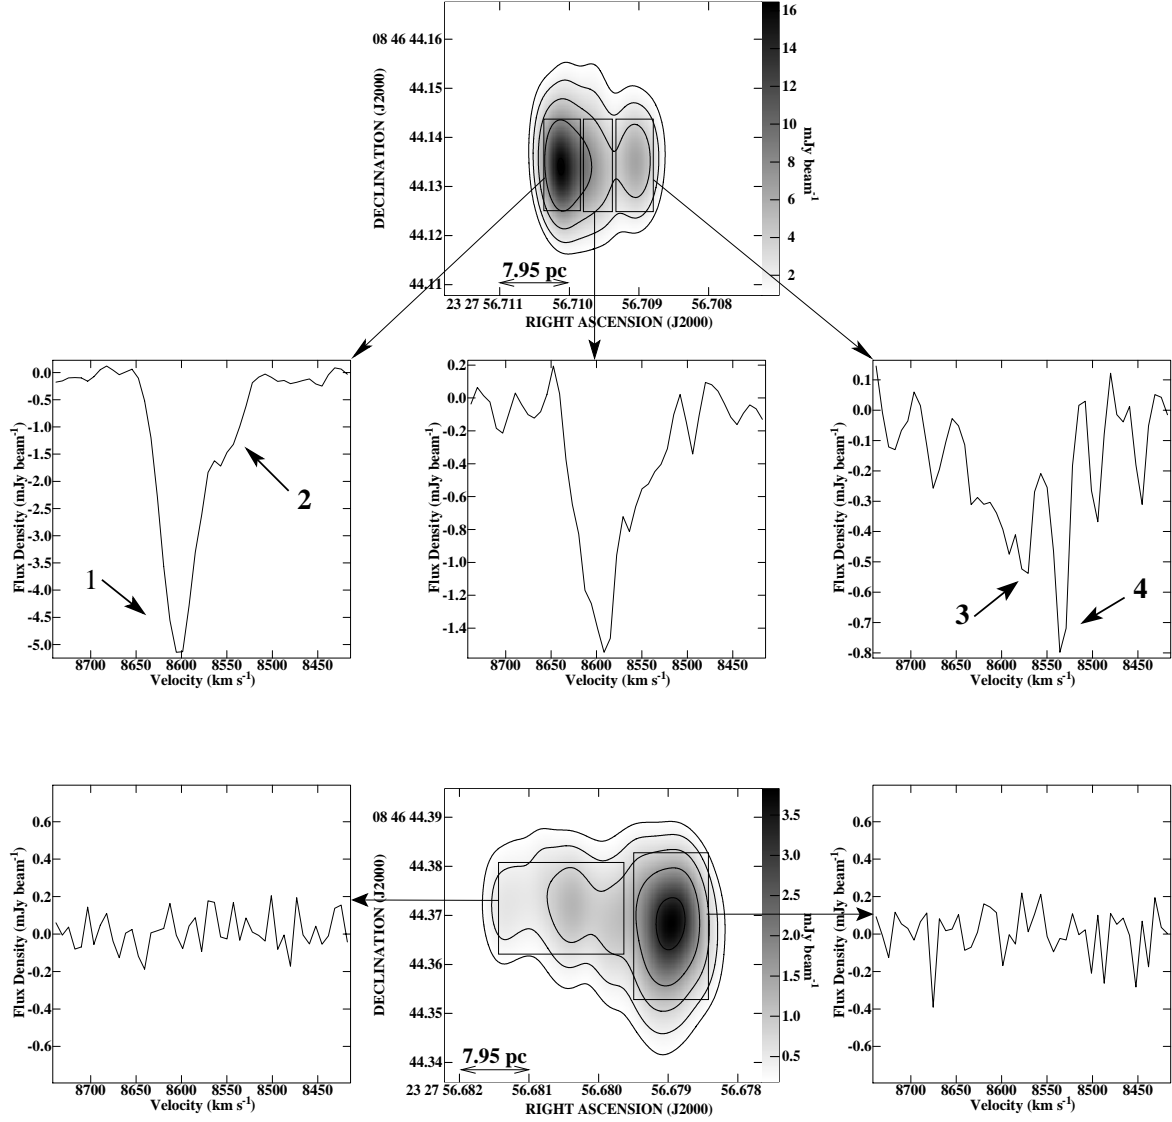 16
08 46 44.16
14
44.15
12
DECLINATION (J2000)
44.14
10
mJy beam-1
8
44.13
6
44.12
4
7.95 pc
2
44.11
23 27 56.711 56.710 56.709 56.708
RIGHT ASCENSION (J2000)
Flux Density (mJy beam-1)
0.0
-0.5
-1.0
-1.5
-2.0
-2.5
-3.0
-3.5
-4.0
-4.5
-5.0
1
2
8700 8650 8600 8550 8500 8450
Velocity (km s-1)
Flux Density (mJy beam-1)
0.2
0.0
-0.2
-0.4
-0.6
-0.8
-1.0
-1.2
-1.4
8700 8650 8600 8550 8500 8450
Velocity (km s-1)
Flux Density (mJy beam-1)
0.1
0.0
-0.1
-0.2
-0.3
-0.4
-0.5
-0.6
-0.7
-0.8
3
4
8700 8650 8600 8550 8500 8450
Velocity (km s-1)
Flux Density (mJy beam-1)
0.6
0.4
0.2
0.0
-0.2
-0.4
-0.6
8700 8650 8600 8550 8500 8450
Velocity (km s-1)
08 46 44.39
3.5
44.38
3.0
DECLINATION (J2000)
2.5
44.37
mJy beam-1
2.0
44.36
1.5
44.35
1.0
7.95 pc
0.5
44.34
23 27 56.682 56.681 56.680 56.679 56.678
RIGHT ASCENSION (J2000)
Flux Density (mJy beam-1)
0.6
0.4
0.2
0.0
-0.2
-0.4
-0.6
8700 8650 8600 8550 8500 8450
Velocity (km s-1)